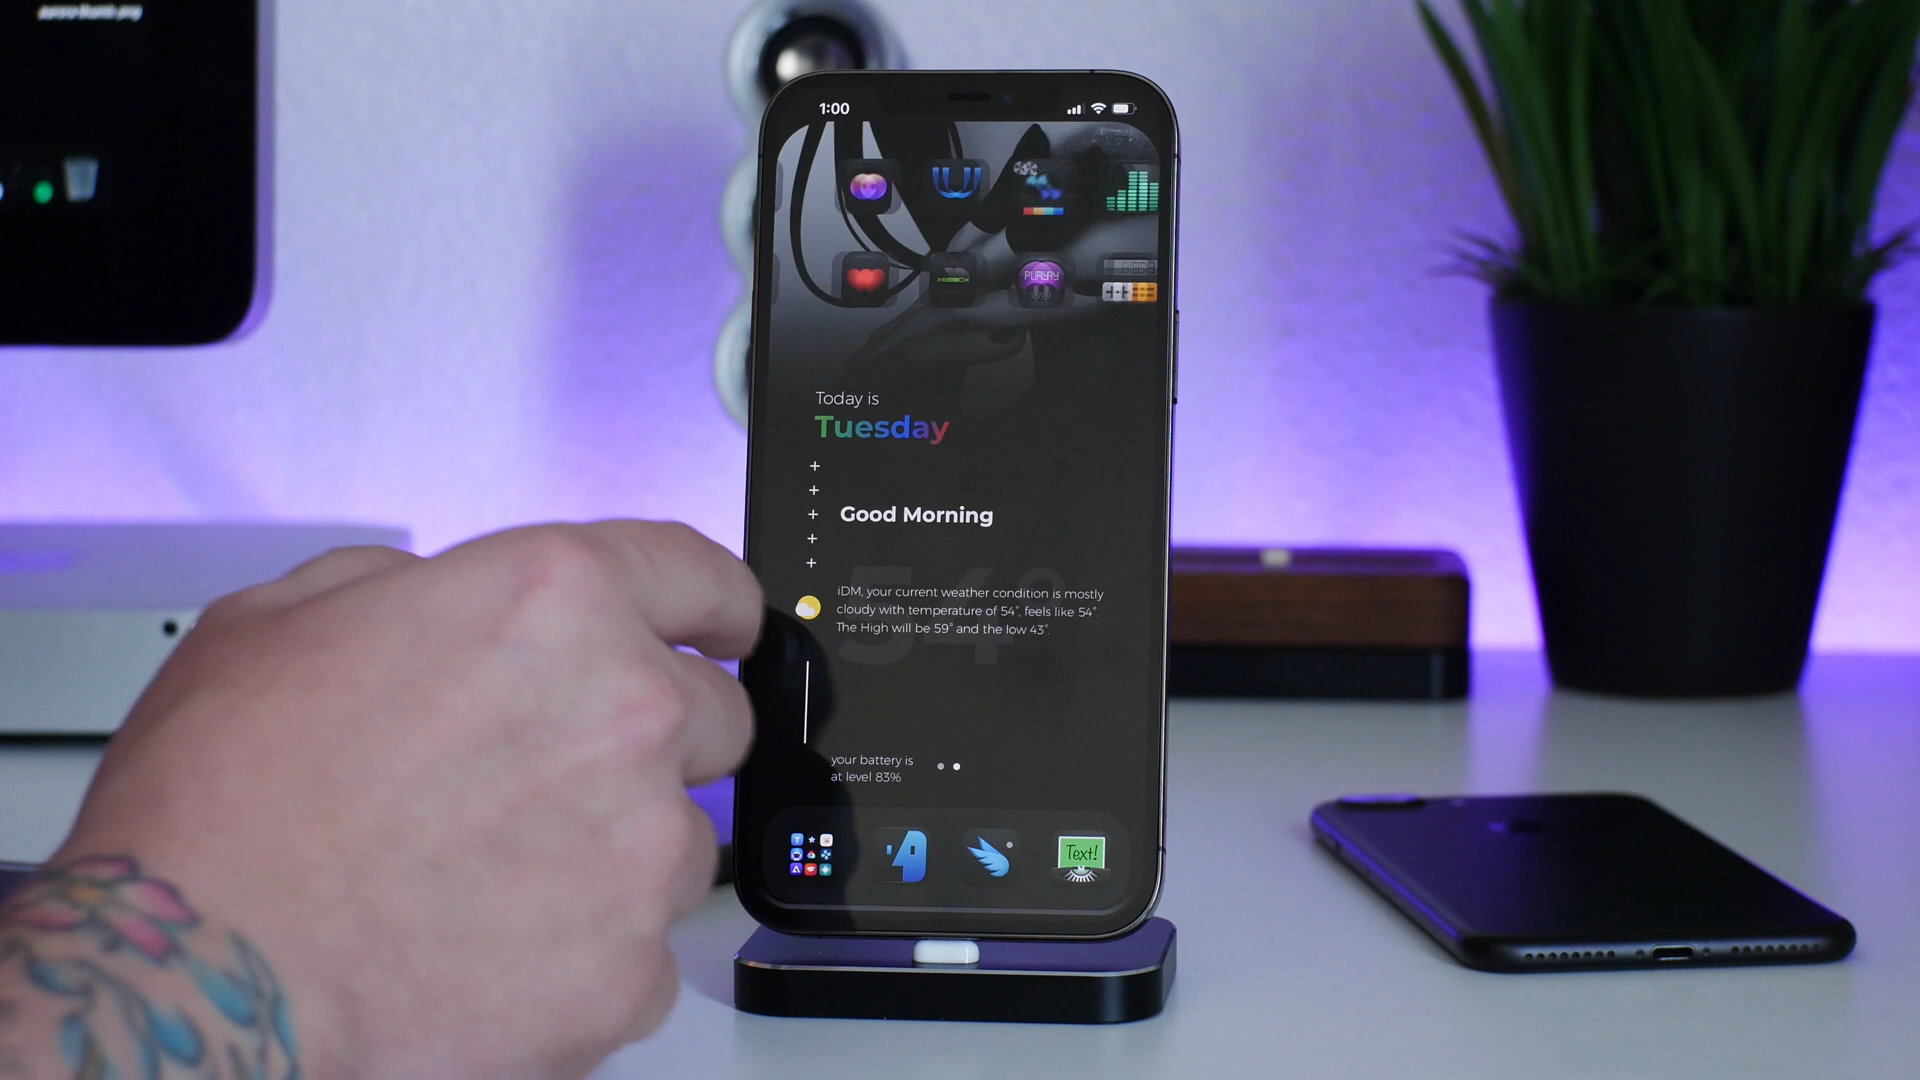 1:00
PLAYRY
Today is
Tuesday
+
+
+
+
+
Good Morning
54°
iDM, your current weather condition is mostly
cloudy with temperature of 54°, feels like 54°.
The High will be 59° and the low 43°.
your battery is
at level 83%
Text!